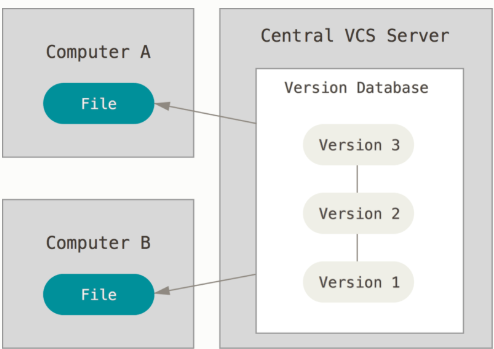 Computer A
File
Computer B
File
Central VCS Server
Version Database
Version 3
Version 2
Version 1